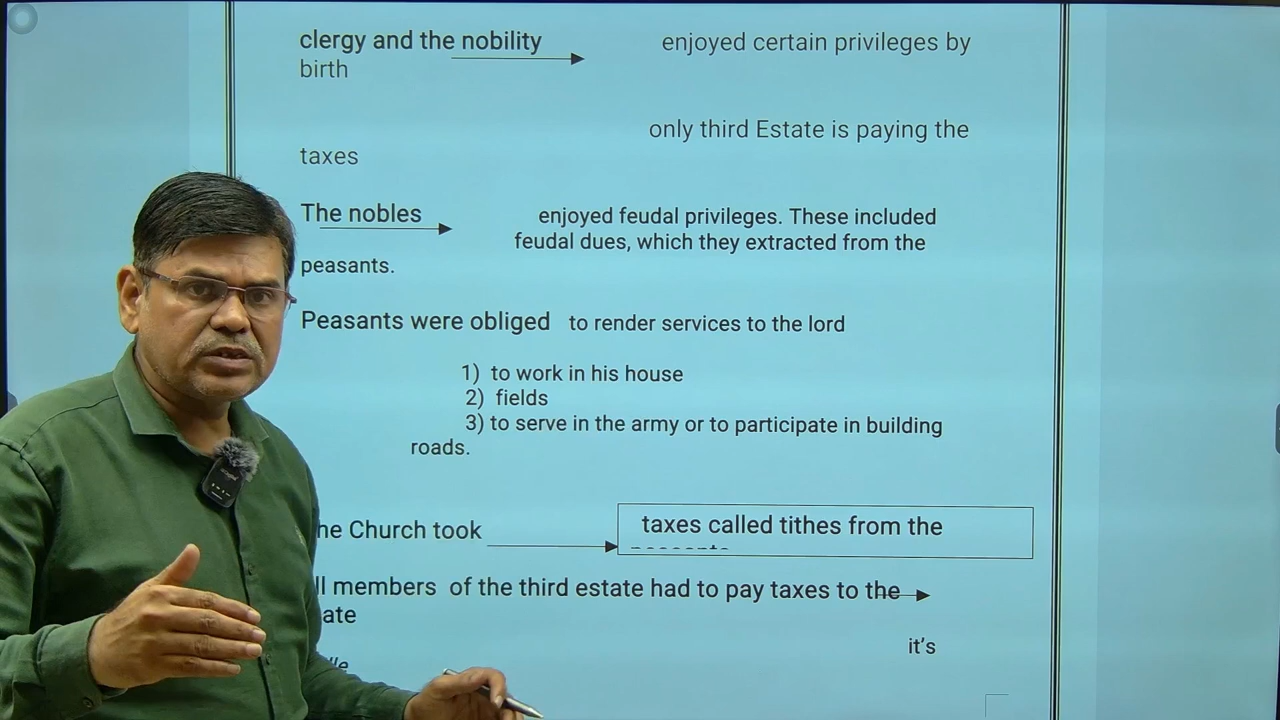 clergy and the nobility enjoyed certain privileges by
birth
only third Estate is paying the
taxes
The nobles enjoyed feudal privileges. These included
feudal dues, which they extracted from the
peasants.
Peasants were obliged to render services to the lord
1) to work in his house
2) fields
3) to serve in the army or to participate in building
roads.
he Church took taxes called tithes from the
ll members of the third estate had to pay taxes to the
ate
it's